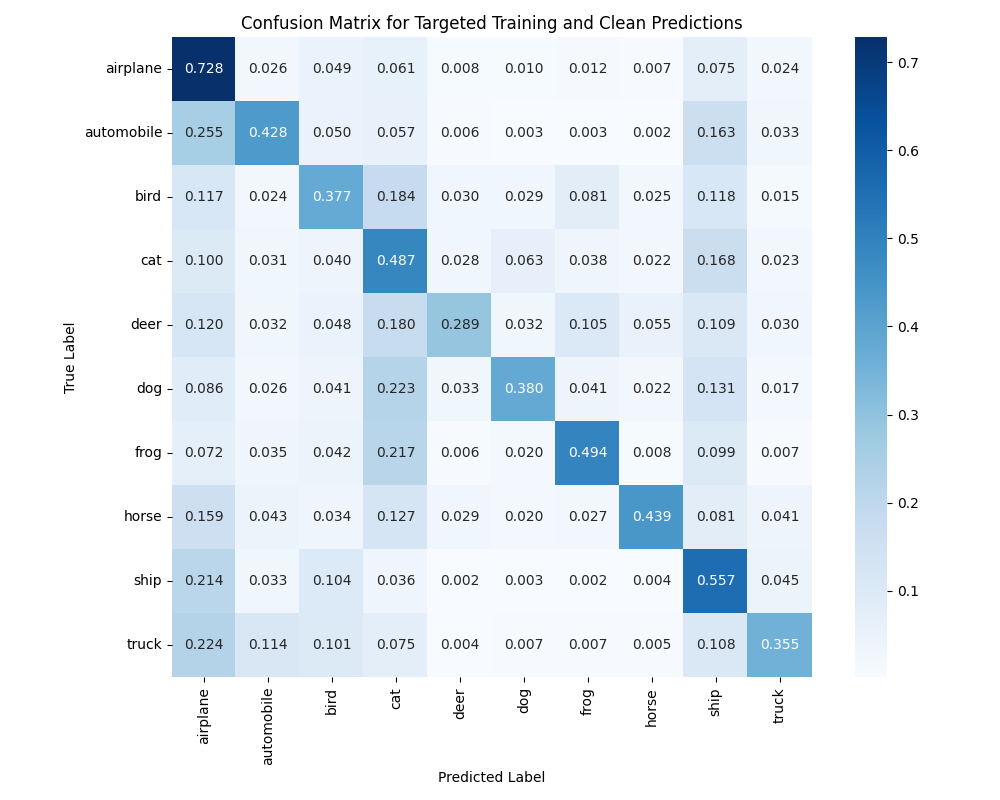 Confusion Matrix for Targeted Training and Clean Predictions
airplane 0.728 0.026 0.049 0.061 0.008 0.010 0.012 0.007 0.075 0.024
automobile 0.255 0.428 0.050 0.057 0.006 0.003 0.003 0.002 0.163 0.033
bird 0.117 0.024 0.377 0.184 0.030 0.029 0.081 0.025 0.118 0.015
cat 0.100 0.031 0.040 0.487 0.028 0.063 0.038 0.022 0.168 0.023
deer 0.120 0.032 0.048 0.180 0.289 0.032 0.105 0.055 0.109 0.030
dog 0.086 0.026 0.041 0.223 0.033 0.380 0.041 0.022 0.131 0.017
frog 0.072 0.035 0.042 0.217 0.006 0.020 0.494 0.008 0.099 0.007
horse 0.159 0.043 0.034 0.127 0.029 0.020 0.027 0.439 0.081 0.041
ship 0.214 0.033 0.104 0.036 0.002 0.003 0.002 0.004 0.557 0.045
truck 0.224 0.114 0.101 0.075 0.004 0.007 0.007 0.005 0.108 0.355
True Label
airplane automobile bird cat deer dog frog horse ship truck
Predicted Label
0.7
0.6
0.5
0.4
0.3
0.2
0.1